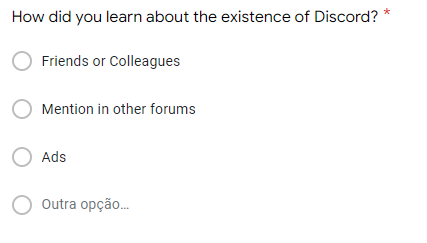 How did you learn about the existence of Discord? *
Friends or Colleagues
Mention in other forums
Ads
Outra opção...